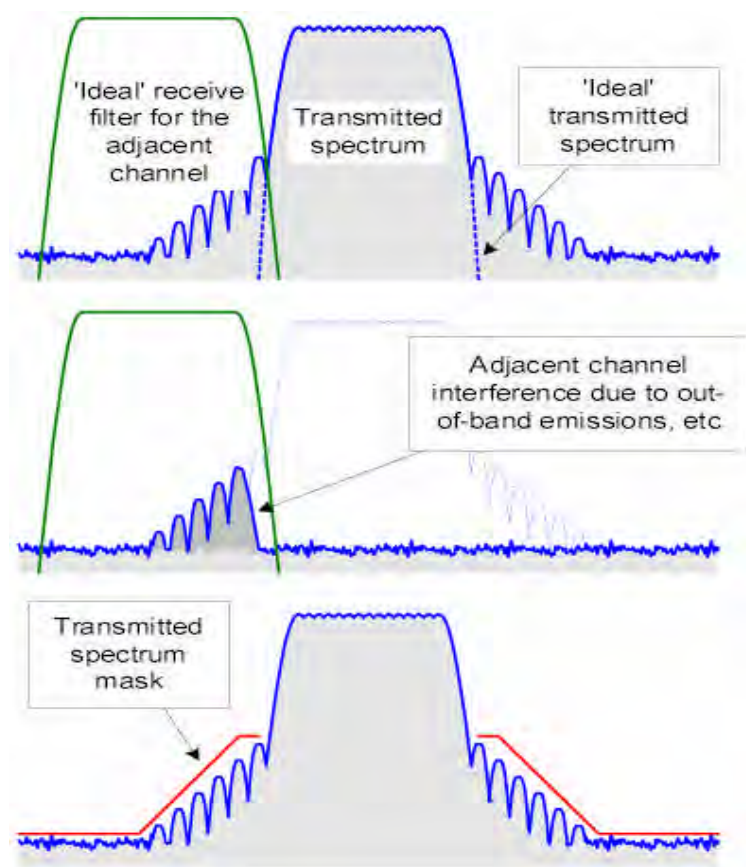 'Ideal' receive
filter for the
adjacent
channel
Transmitted
spectrum
'Ideal'
transmitted
spectrum
Adjacent channel
interference due to out-
of-band emissions, etc
Transmitted
spectrum
mask